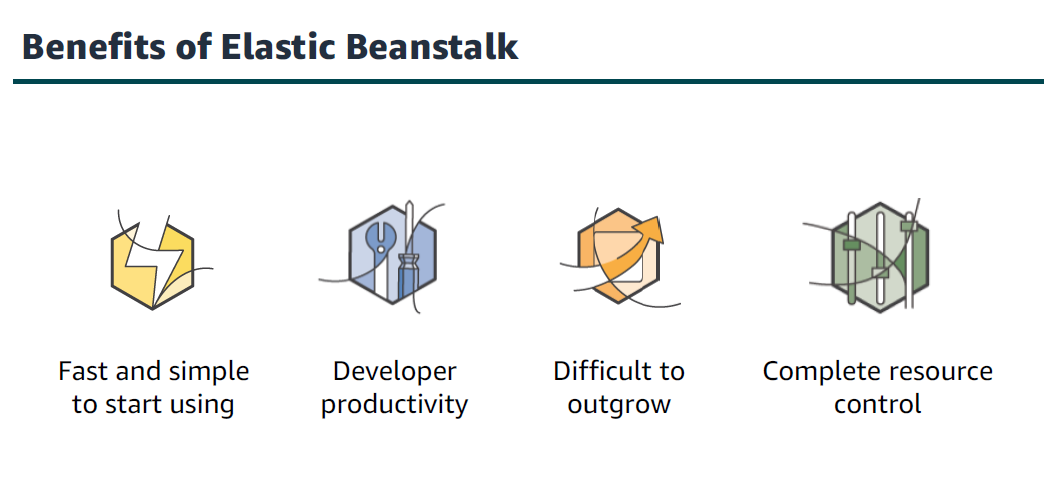 Benefits of Elastic Beanstalk
Fast and simple
to start using
Developer
productivity
Difficult to
outgrow
Complete resource
control